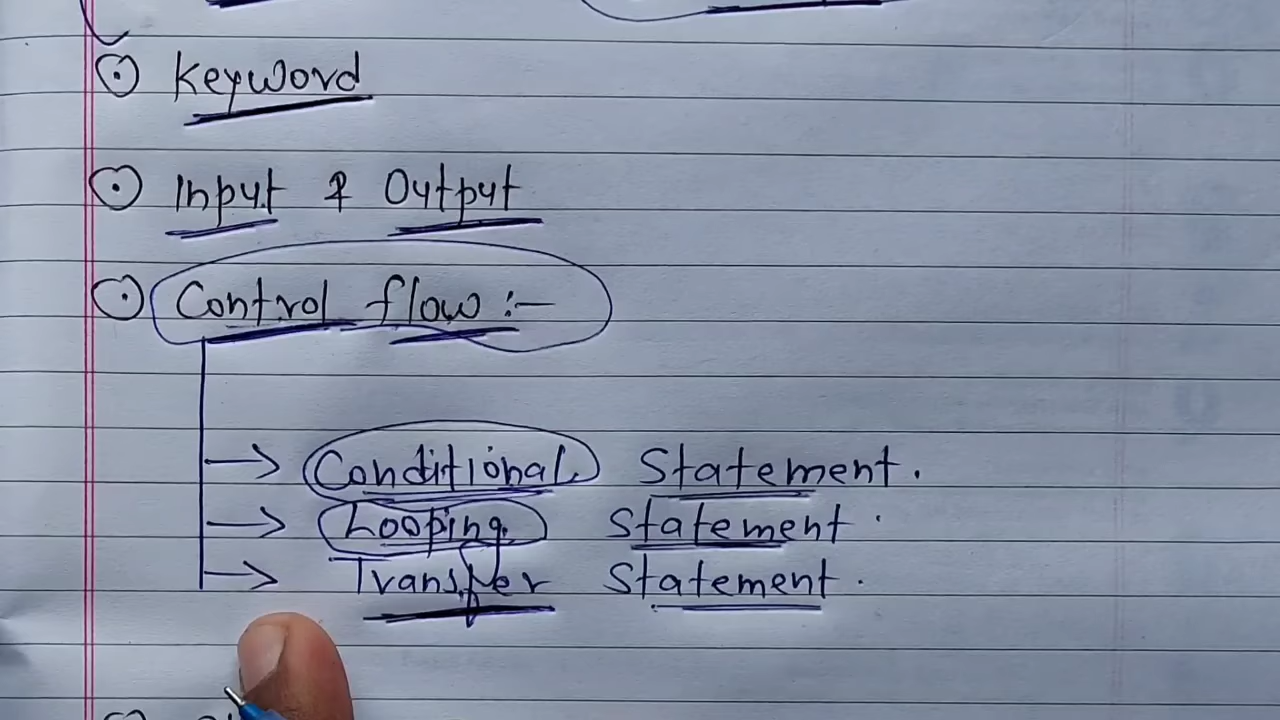 Keyword
Input & Output
Control flow :-
→ Conditional Statement.
→ Looping Statement.
→ Transfer Statement.